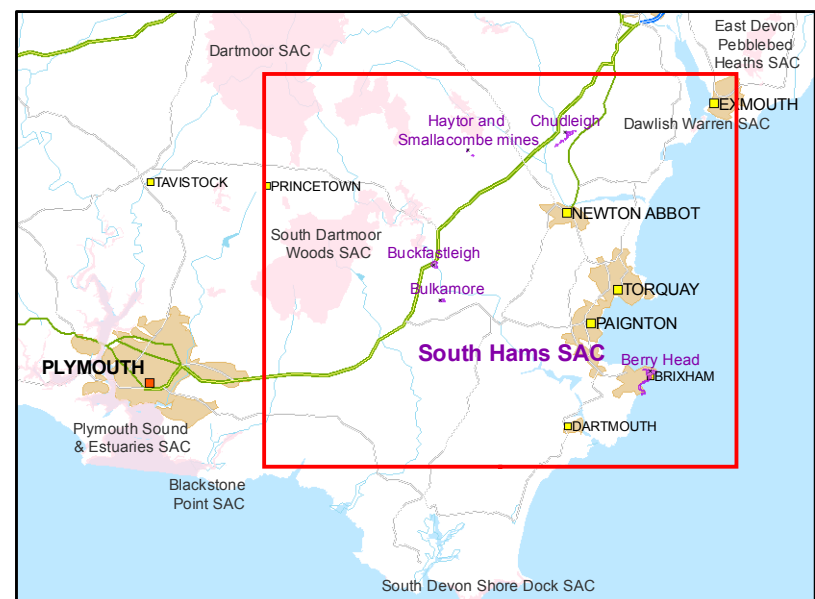 East Devon
Pebblebed
Heaths SAC
Dartmoor SAC
EXMOUTH
Haytor and
Smallacombe mines
Chudleigh
Dawlish Warren SAC
TAVISTOCK
PRINCETOWN
NEWTON ABBOT
South Dartmoor
Woods SAC
Buckfastleigh
Bulkamore
TORQUAY
PAIGNTON
South Hams SAC
Berry Head
PLYMOUTH
BRIXHAM
DARTMOUTH
Plymouth Sound
& Estuaries SAC
Blackstone
Point SAC
South Devon Shore Dock SAC